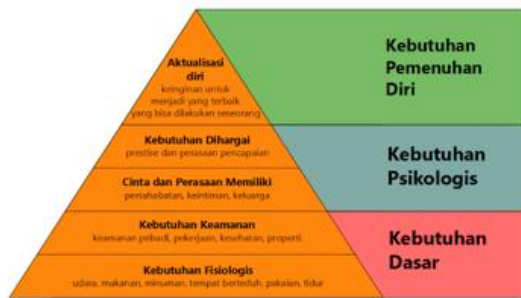 Aktualisasi
diri
keinginan untuk
menjadi yang terbaik
yang bisa dilakukan seseorang
Kebutuhan Dihargai
prestise dan perasaan pencapaian
Cinta dan Perasaan Memiliki
persahabatan, keintiman, keluarga
Kebutuhan Keamanan
keamanan pribadi, pekerjaan, kesehatan, properti
Kebutuhan Fisiologis
udara, makanan, minuman, tempat berteduh, pakaian, tidur
Kebutuhan
Pemenuhan
Diri
Kebutuhan
Psikologis
Kebutuhan
Dasar